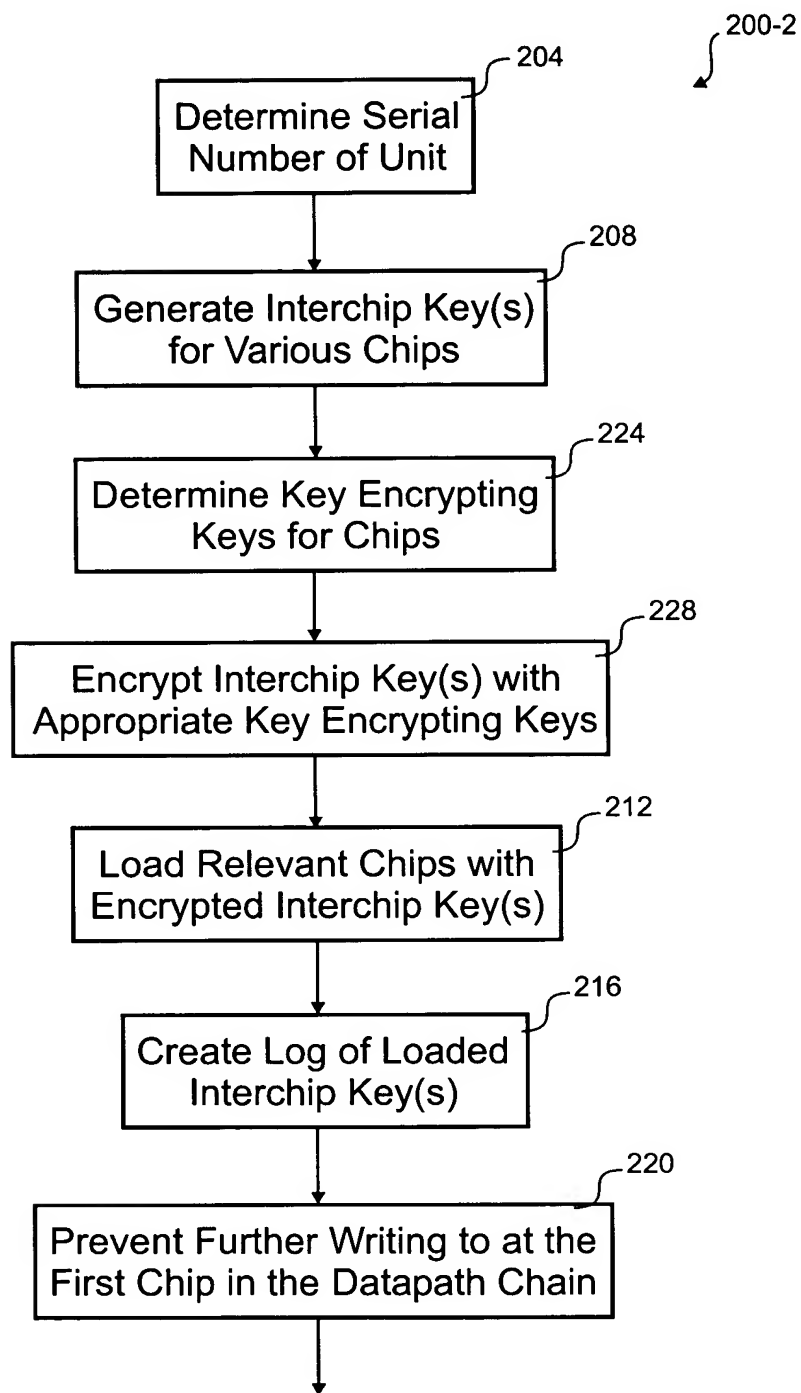 200-2
204
Determine Serial
Number of Unit
208
Generate Interchip Key(s)
for Various Chips
224
Determine Key Encrypting
Keys for Chips
228
Encrypt Interchip Key(s) with
Appropriate Key Encrypting Keys
212
Load Relevant Chips with
Encrypted Interchip Key(s)
216
Create Log of Loaded
Interchip Key(s)
220
Prevent Further Writing to at the
First Chip in the Datapath Chain